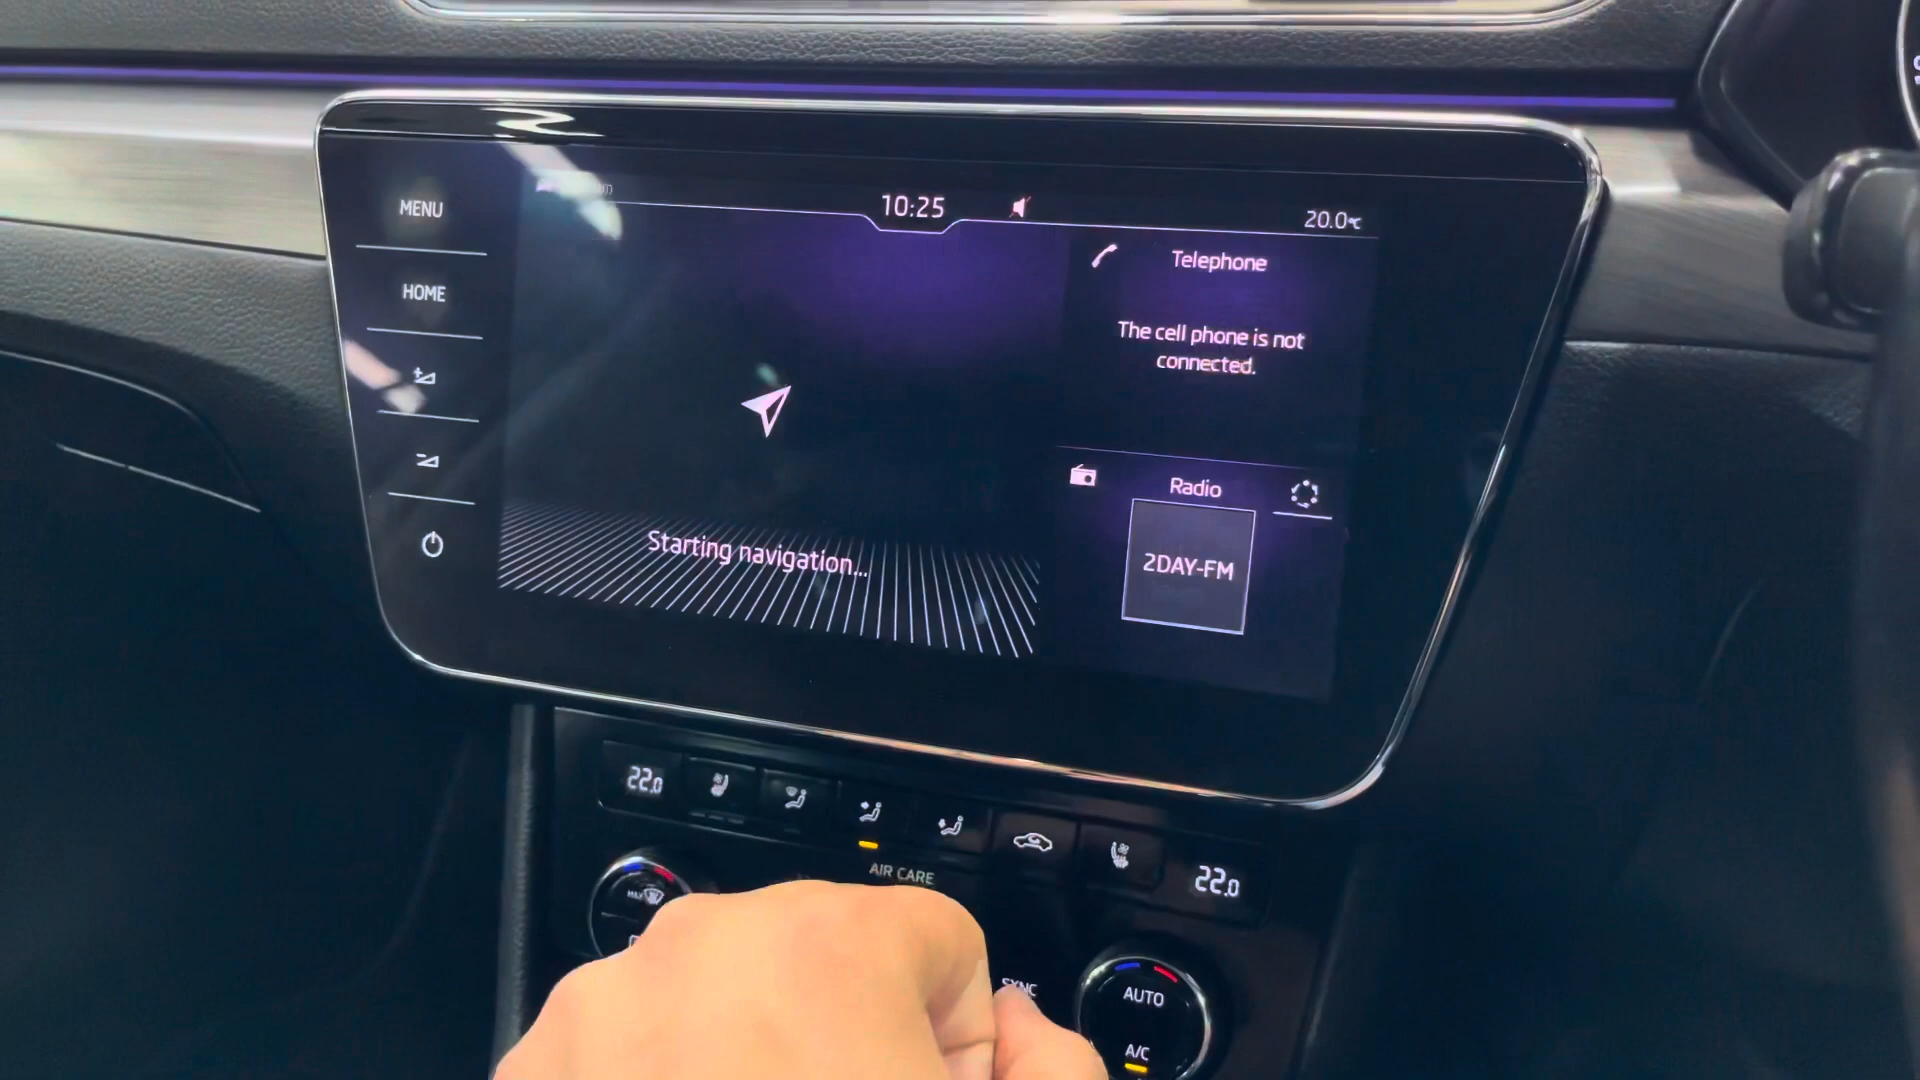 MENU
HOME
10:25
20.0°C
Telephone
The cell phone is not
connected.
Radio
2DAY-FM
Starting navigation...
22.0
AIR CARE
22.0
MAX
SYNC
AUTO
A/C